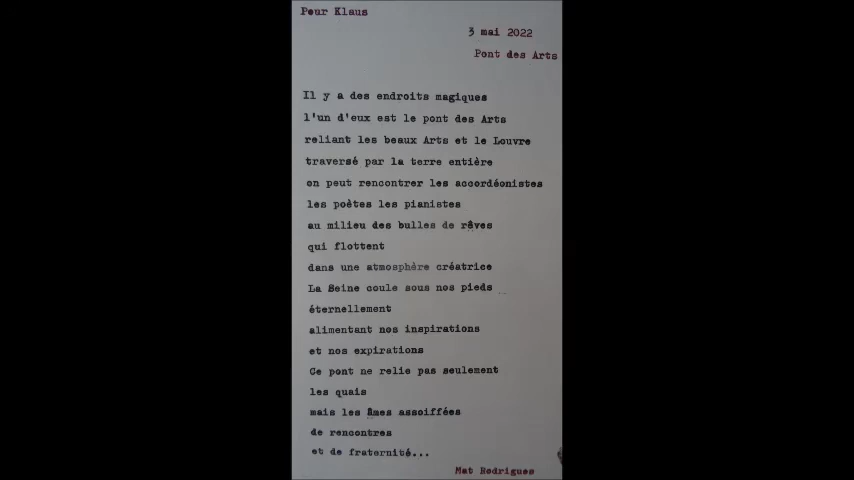 Pour Klaus
3 mai 2022
Pont des Arts
Il y a des endroits magiques
l'un d'eux est le pont des Arts
reliant les beaux Arts et le Louvre
traversé par la terre entière
on peut rencontrer les accordéonistes
les poètes les pianistes
au milieu des bulles de rêves
qui flottent
dans une atmosphère créatrice
La Seine coule sous nos pieds
éternellement
alimentant nos inspirations
et nos expirations
Ce pont ne relie pas seulement
les quais
mais les âmes assoiffées
de rencontres
et de fraternité...
Mat Rodrigues